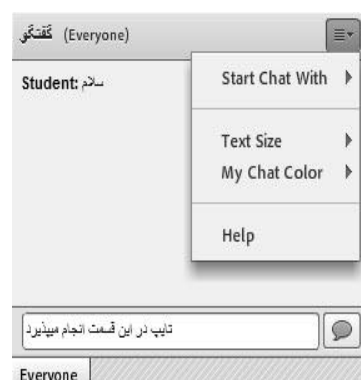 گفتگو (Everyone)
Student: سلام
Start Chat With
Text Size
My Chat Color
Help
تایپ در این قسمت انجام میپذیرد
Everyone